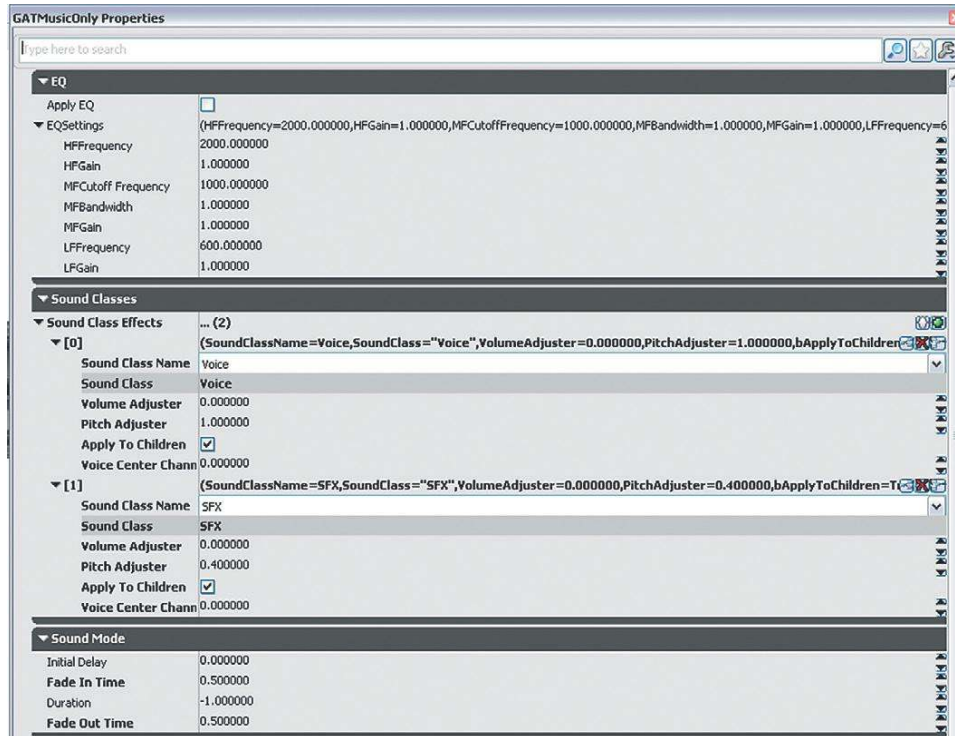 GATMusicOnly Properties
Type here to search
EQ
Apply EQ
EQSettings (HFFrequency=2000.000000,HFGain=1.000000,MFCutoffFrequency=1000.000000,MFBandwidth=1.000000,MFGain=1.000000,LFFrequency=6
HFFrequency 2000.000000
HFGain 1.000000
MFCutoff Frequency 1000.000000
MFBandwidth 1.000000
MFGain 1.000000
LFFrequency 600.000000
LFGain 1.000000
Sound Classes
Sound Class Effects ... (2)
[0] (SoundClassName=Voice,SoundClass="Voice",VolumeAdjuster=0.000000,PitchAdjuster=1.000000,bApplyToChildren
Sound Class Name Voice
Sound Class Voice
Volume Adjuster 0.000000
Pitch Adjuster 1.000000
Apply To Children
Voice Center Chann 0.000000
[1] (SoundClassName=SFX,SoundClass="SFX",VolumeAdjuster=0.000000,PitchAdjuster=0.400000,bApplyToChildren=T
Sound Class Name SFX
Sound Class SFX
Volume Adjuster 0.000000
Pitch Adjuster 0.400000
Apply To Children
Voice Center Chann 0.000000
Sound Mode
Initial Delay 0.000000
Fade In Time 0.500000
Duration -1.000000
Fade Out Time 0.500000